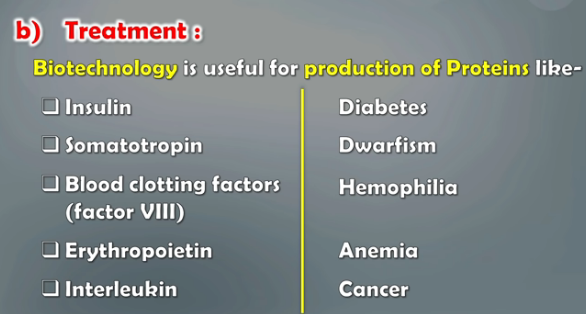 b) Treatment :
Biotechnology is useful for production of Proteins like-
❑ Insulin Diabetes
❑ Somatotropin Dwarfism
❑ Blood clotting factors Hemophilia
(factor VIII)
❑ Erythropoietin Anemia
❑ Interleukin Cancer